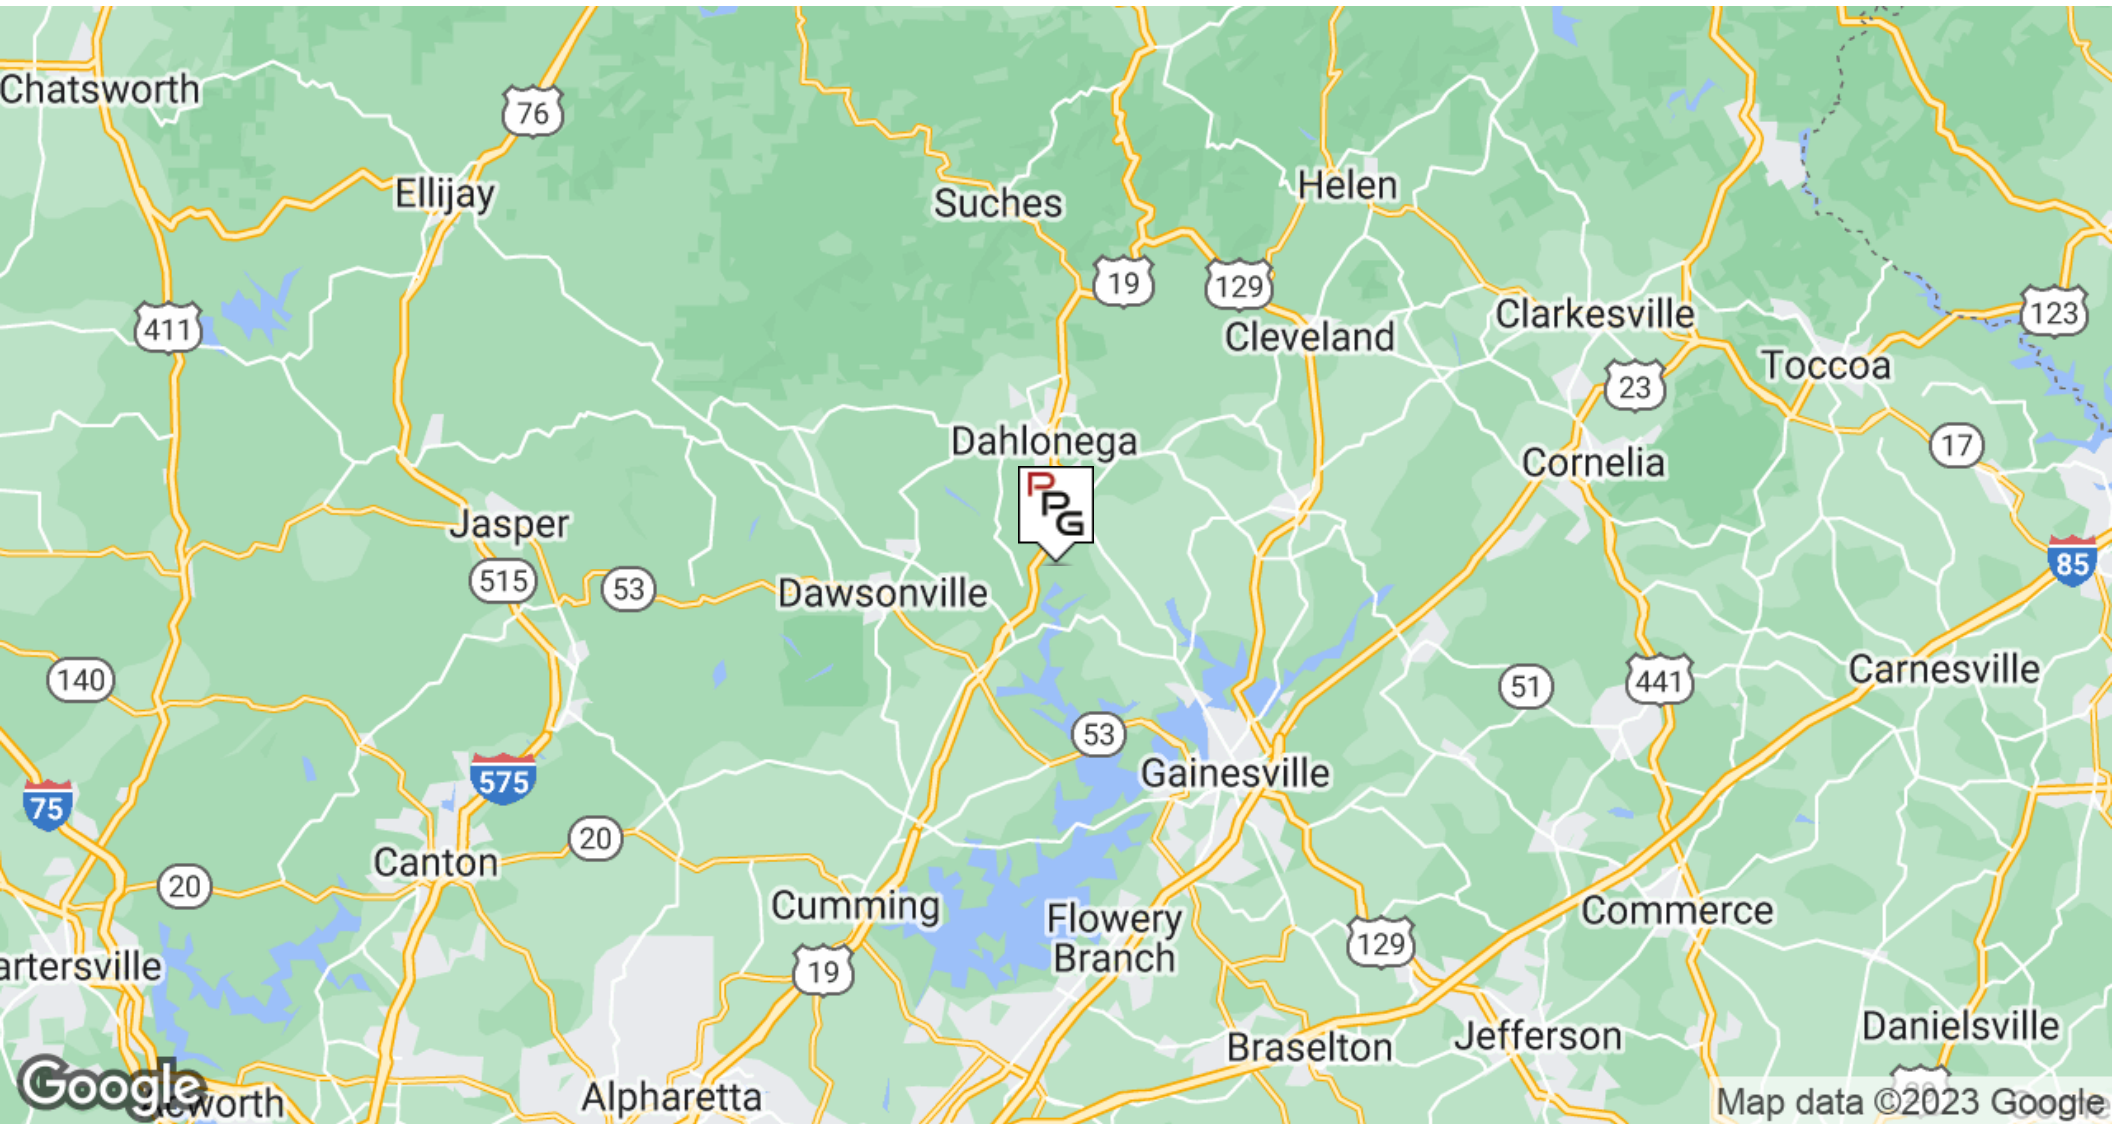 Chatsworth
76
Ellijay
Suches
Helen
19
129
411
Clarkesville
123
Cleveland
Toccoa
23
Dahlonega
17
Cornelia
PPG
Jasper
85
515
53
Dawsonville
140
51
441
Carnesville
53
575
Gainesville
75
20
Canton
20
Cumming
Flowery
Branch
Commerce
129
artersville
19
Danielsville
Jefferson
Braselton
Google
Alpharetta
Acworth
Map data ©2023 Google